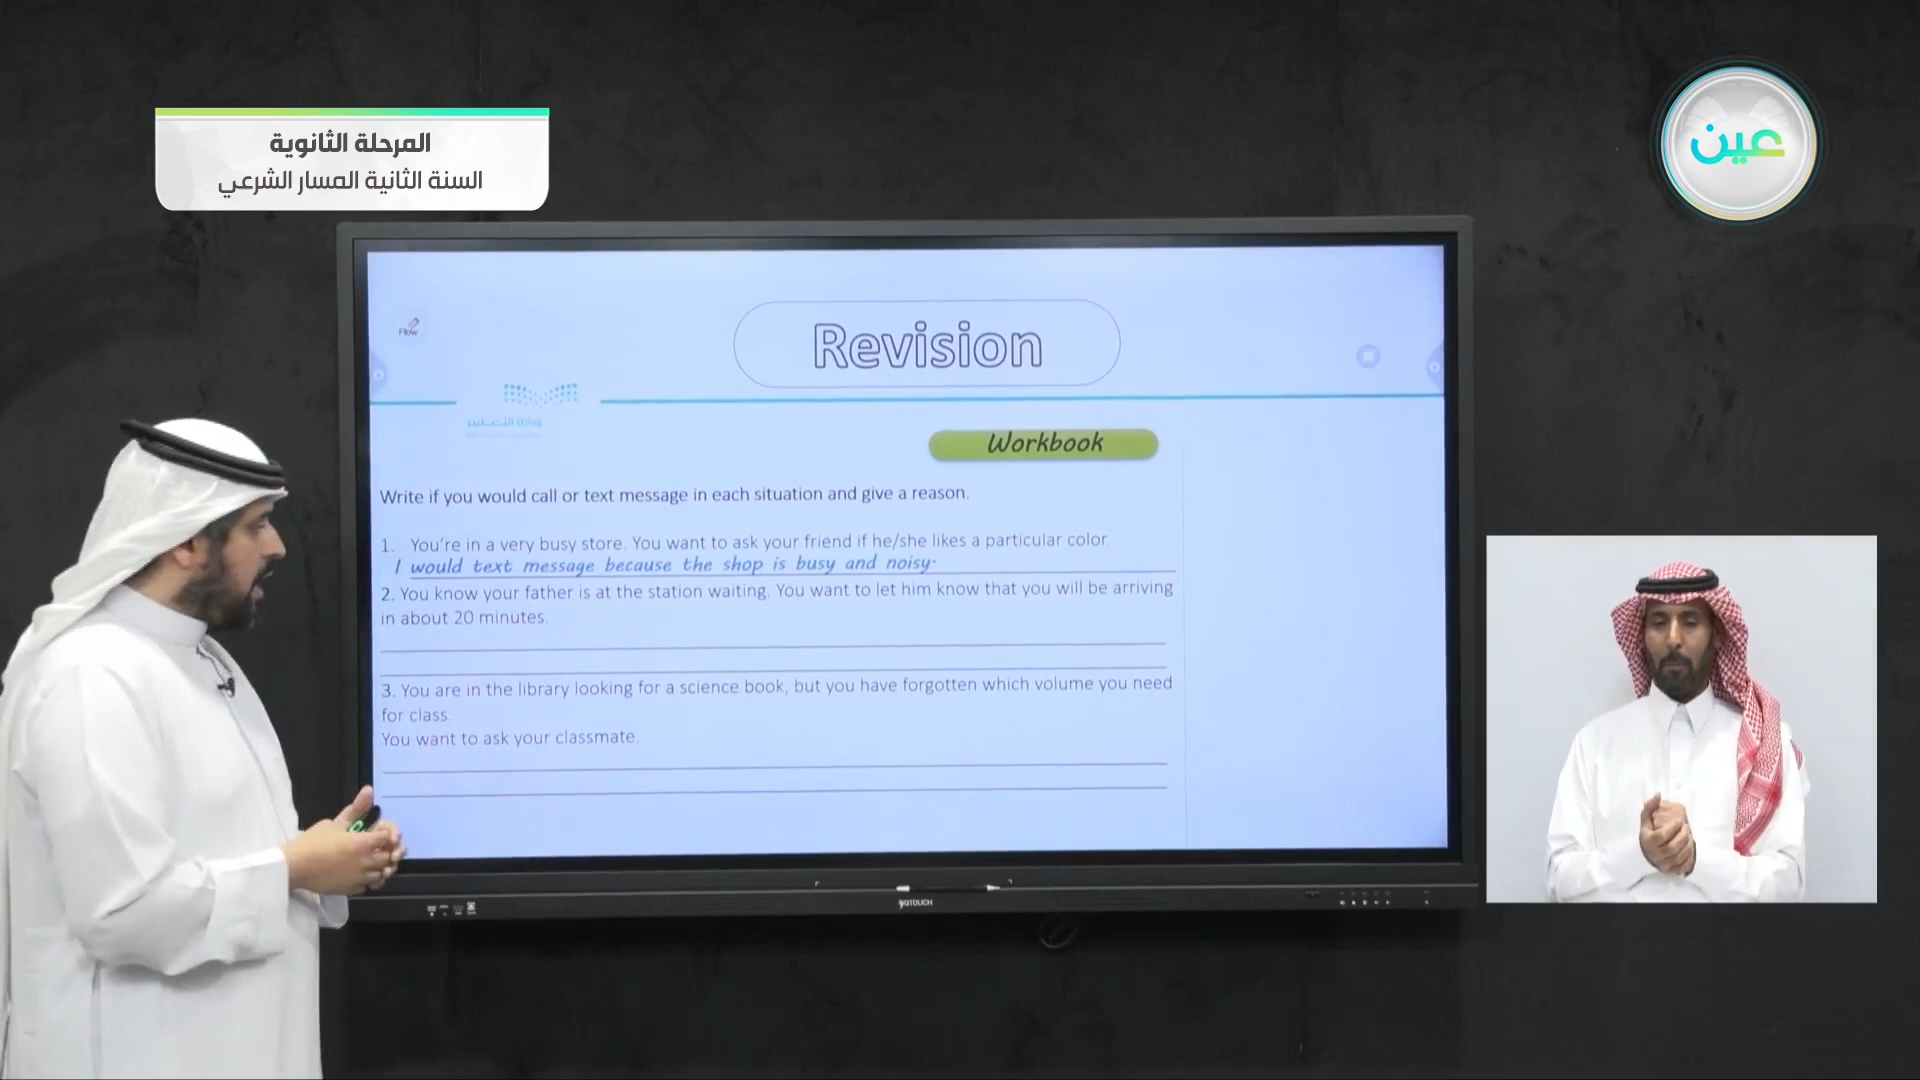 المرحلة الثانوية
السنة الثانية المسار الشرعي
عين
Flow
Revision
وزارة التعليم
Workbook
Write if you would call or text message in each situation and give a reason.
1. You're in a very busy store. You want to ask your friend if he/she likes a particular color.
I would text message because the shop is busy and noisy.
2. You know your father is at the station waiting. You want to let him know that you will be arriving
in about 20 minutes.
3. You are in the library looking for a science book, but you have forgotten which volume you need
for class.
You want to ask your classmate.